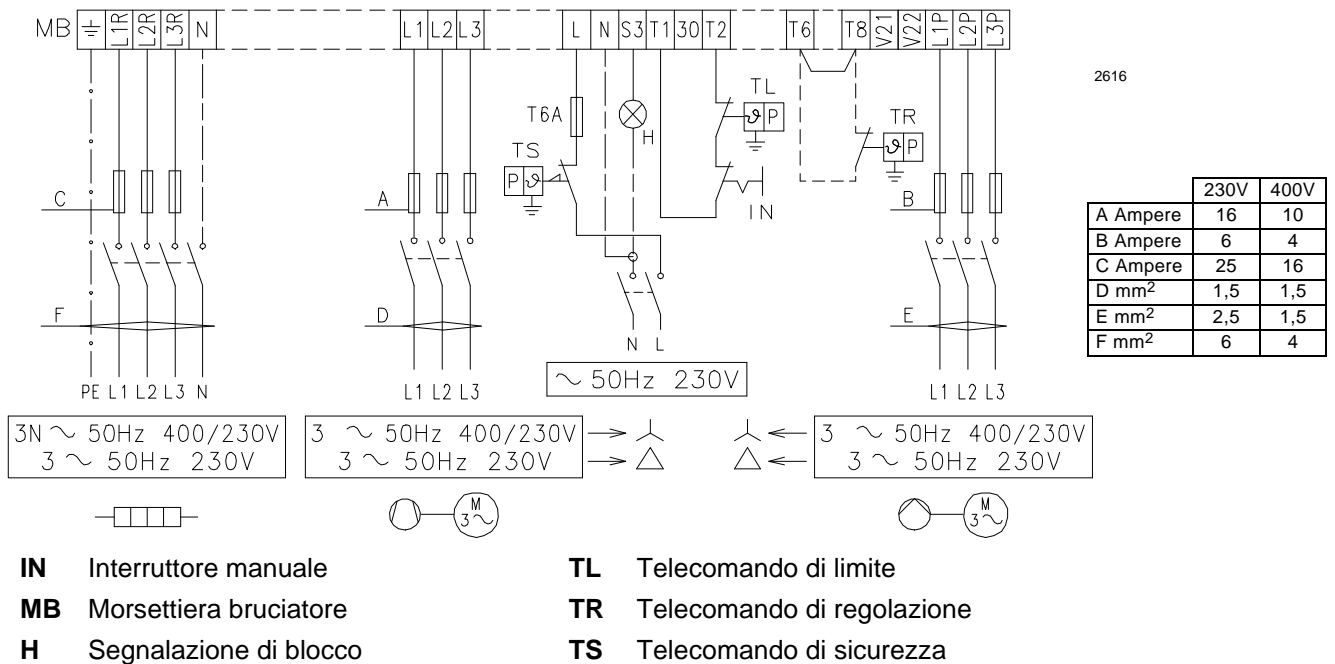 MB L1R L2R L3R N L1 L2 L3 L N S3 T1 30 T2 T6 T8 V21 V22 L1P L2P L3P
2616
T6A
H
TL
ϑ P
TR
ϑ P
TS
P ϑ
IN
C
A
B
F
D
E
N L
PE L1 L2 L3 N
L1 L2 L3
L1 L2 L3
~ 50Hz 230V
3N ~ 50Hz 400/230V
3 ~ 50Hz 230V
3 ~ 50Hz 400/230V
3 ~ 50Hz 230V
3 ~ 50Hz 400/230V
3 ~ 50Hz 230V
M
3~
M
3~
230V 400V
A Ampere 16 10
B Ampere 6 4
C Ampere 25 16
D mm2 1,5 1,5
E mm2 2,5 1,5
F mm2 6 4
IN Interruttore manuale
MB Morsettiera bruciatore
H Segnalazione di blocco
TL Telecomando di limite
TR Telecomando di regolazione
TS Telecomando di sicurezza